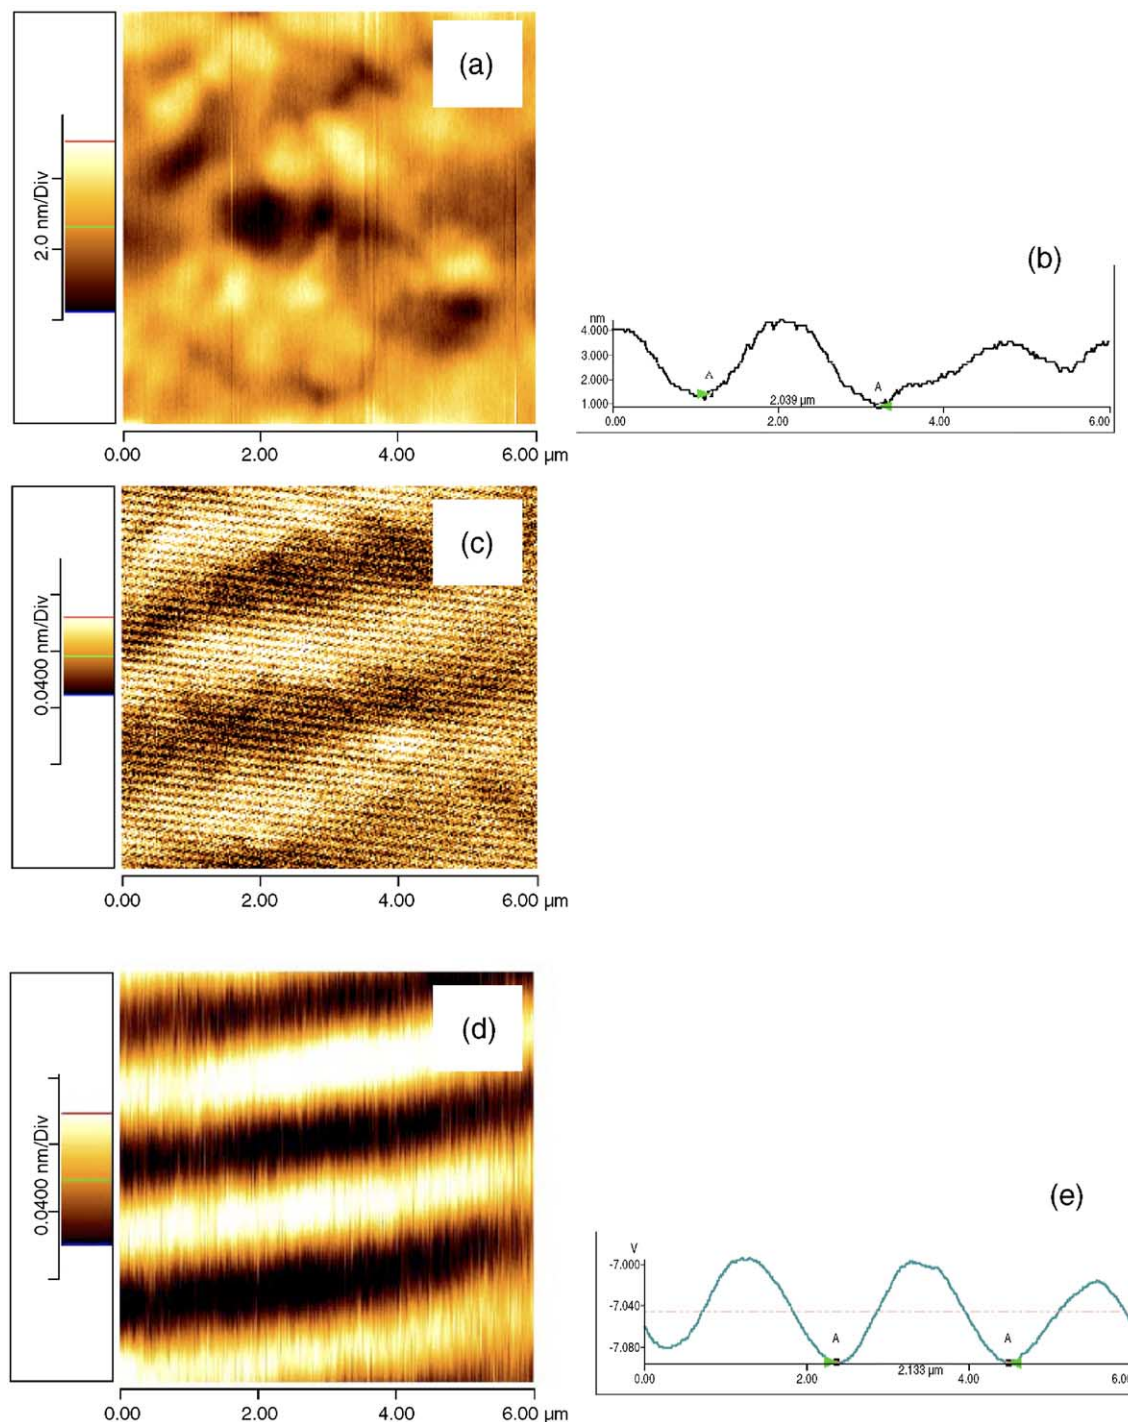 (a)
2.0 nm/Div
0.00 2.00 4.00 6.00 µm
(b)
nm
4.000
3.000
2.000
1.000
A A
2.039 µm
0.00 2.00 4.00 6.00
(c)
0.0400 nm/Div
0.00 2.00 4.00 6.00 µm
(d)
0.0400 nm/Div
0.00 2.00 4.00 6.00 µm
(e)
V
-7.000
-7.040
-7.080
A A
2.133 µm
0.00 2.00 4.00 6.00